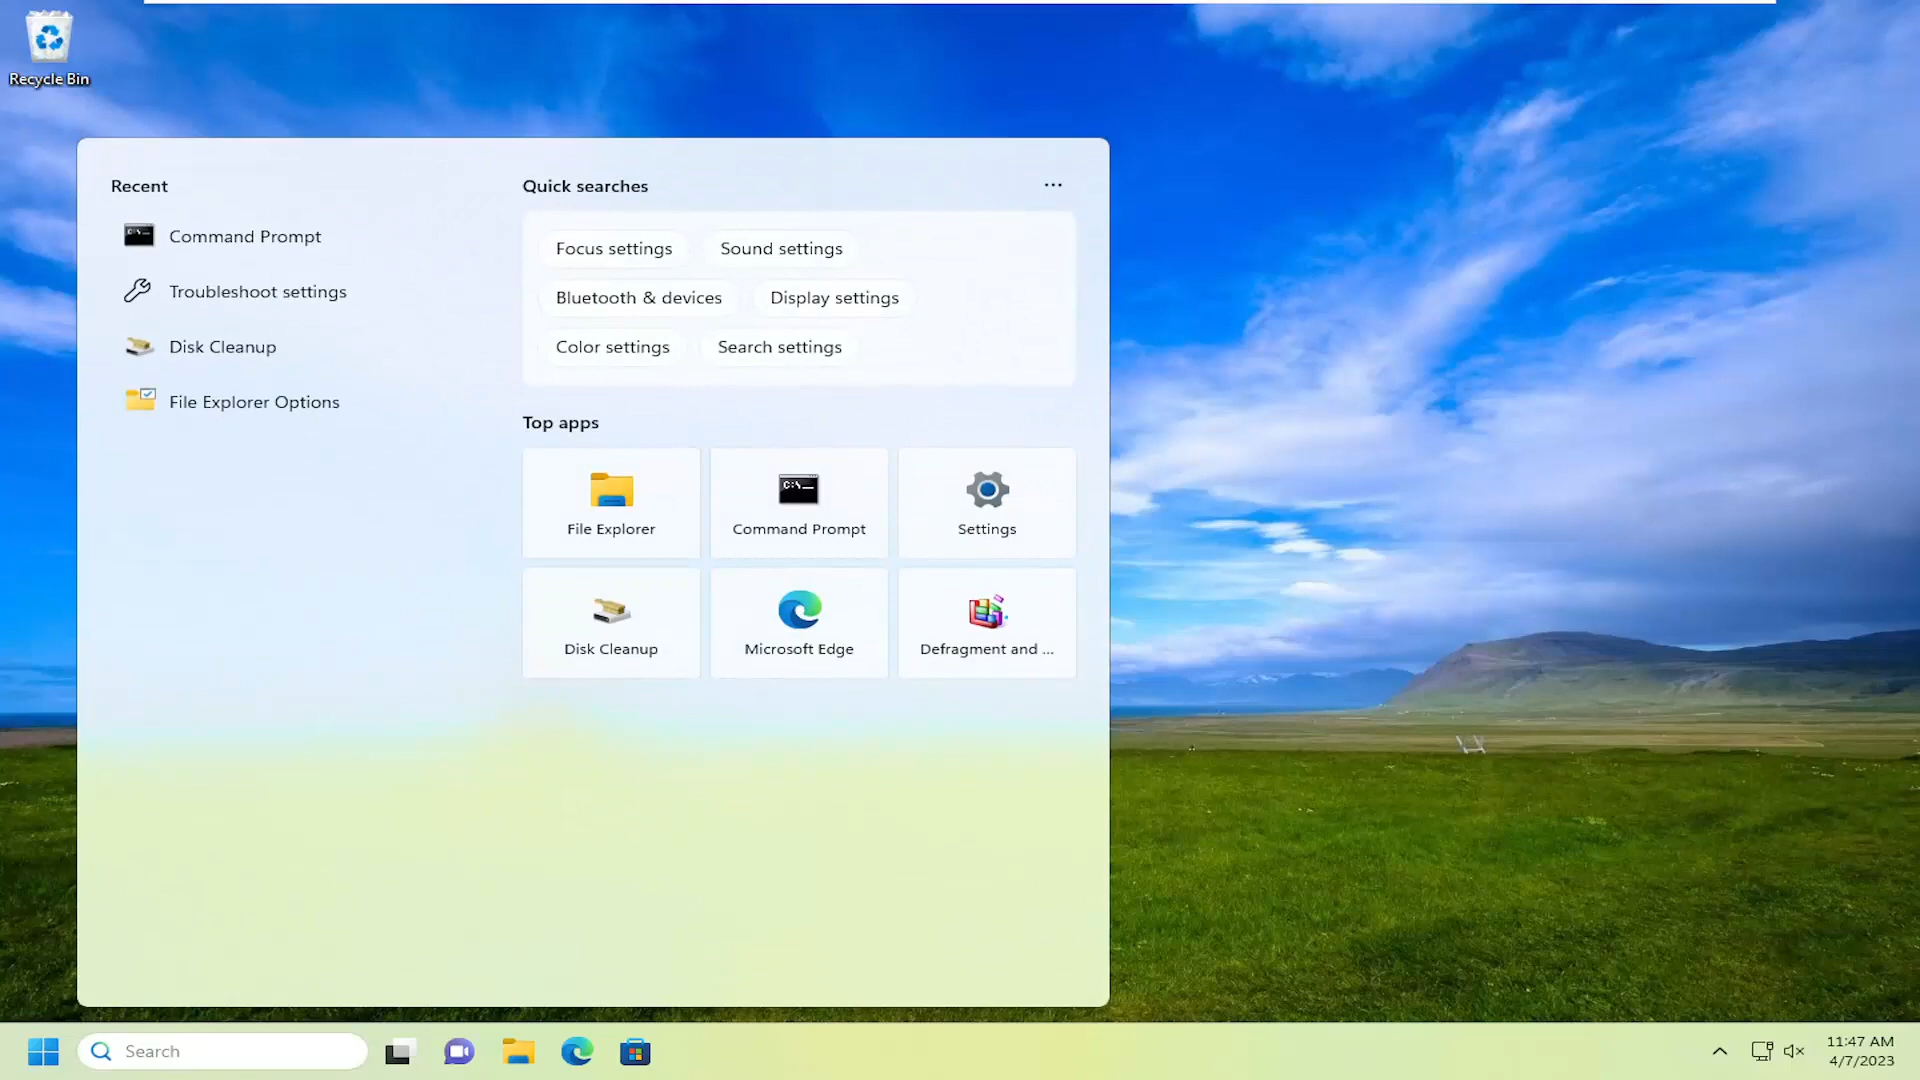 Recycle Bin
Recent
Command Prompt
Troubleshoot settings
Disk Cleanup
File Explorer Options
Quick searches
...
Focus settings
Sound settings
Bluetooth & devices
Display settings
Color settings
Search settings
Top apps
File Explorer
C:\_
Command Prompt
Settings
Disk Cleanup
Microsoft Edge
Defragment and ...
Search
11:47 AM
4/7/2023